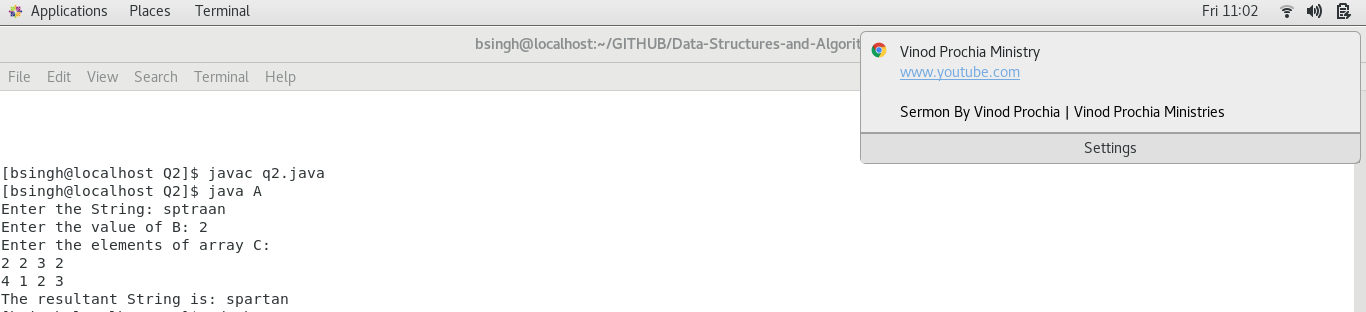 Applications Places Terminal Fri 11:02
bsingh@localhost:~/GITHUB/Data-Structures-and-Algorit
File Edit View Search Terminal Help
Vinod Prochia Ministry
www.youtube.com
Sermon By Vinod Prochia | Vinod Prochia Ministries
Settings
[bsingh@localhost Q2]$ javac q2.java
[bsingh@localhost Q2]$ java A
Enter the String: sptraan
Enter the value of B: 2
Enter the elements of array C:
2 2 3 2
4 1 2 3
The resultant String is: spartan